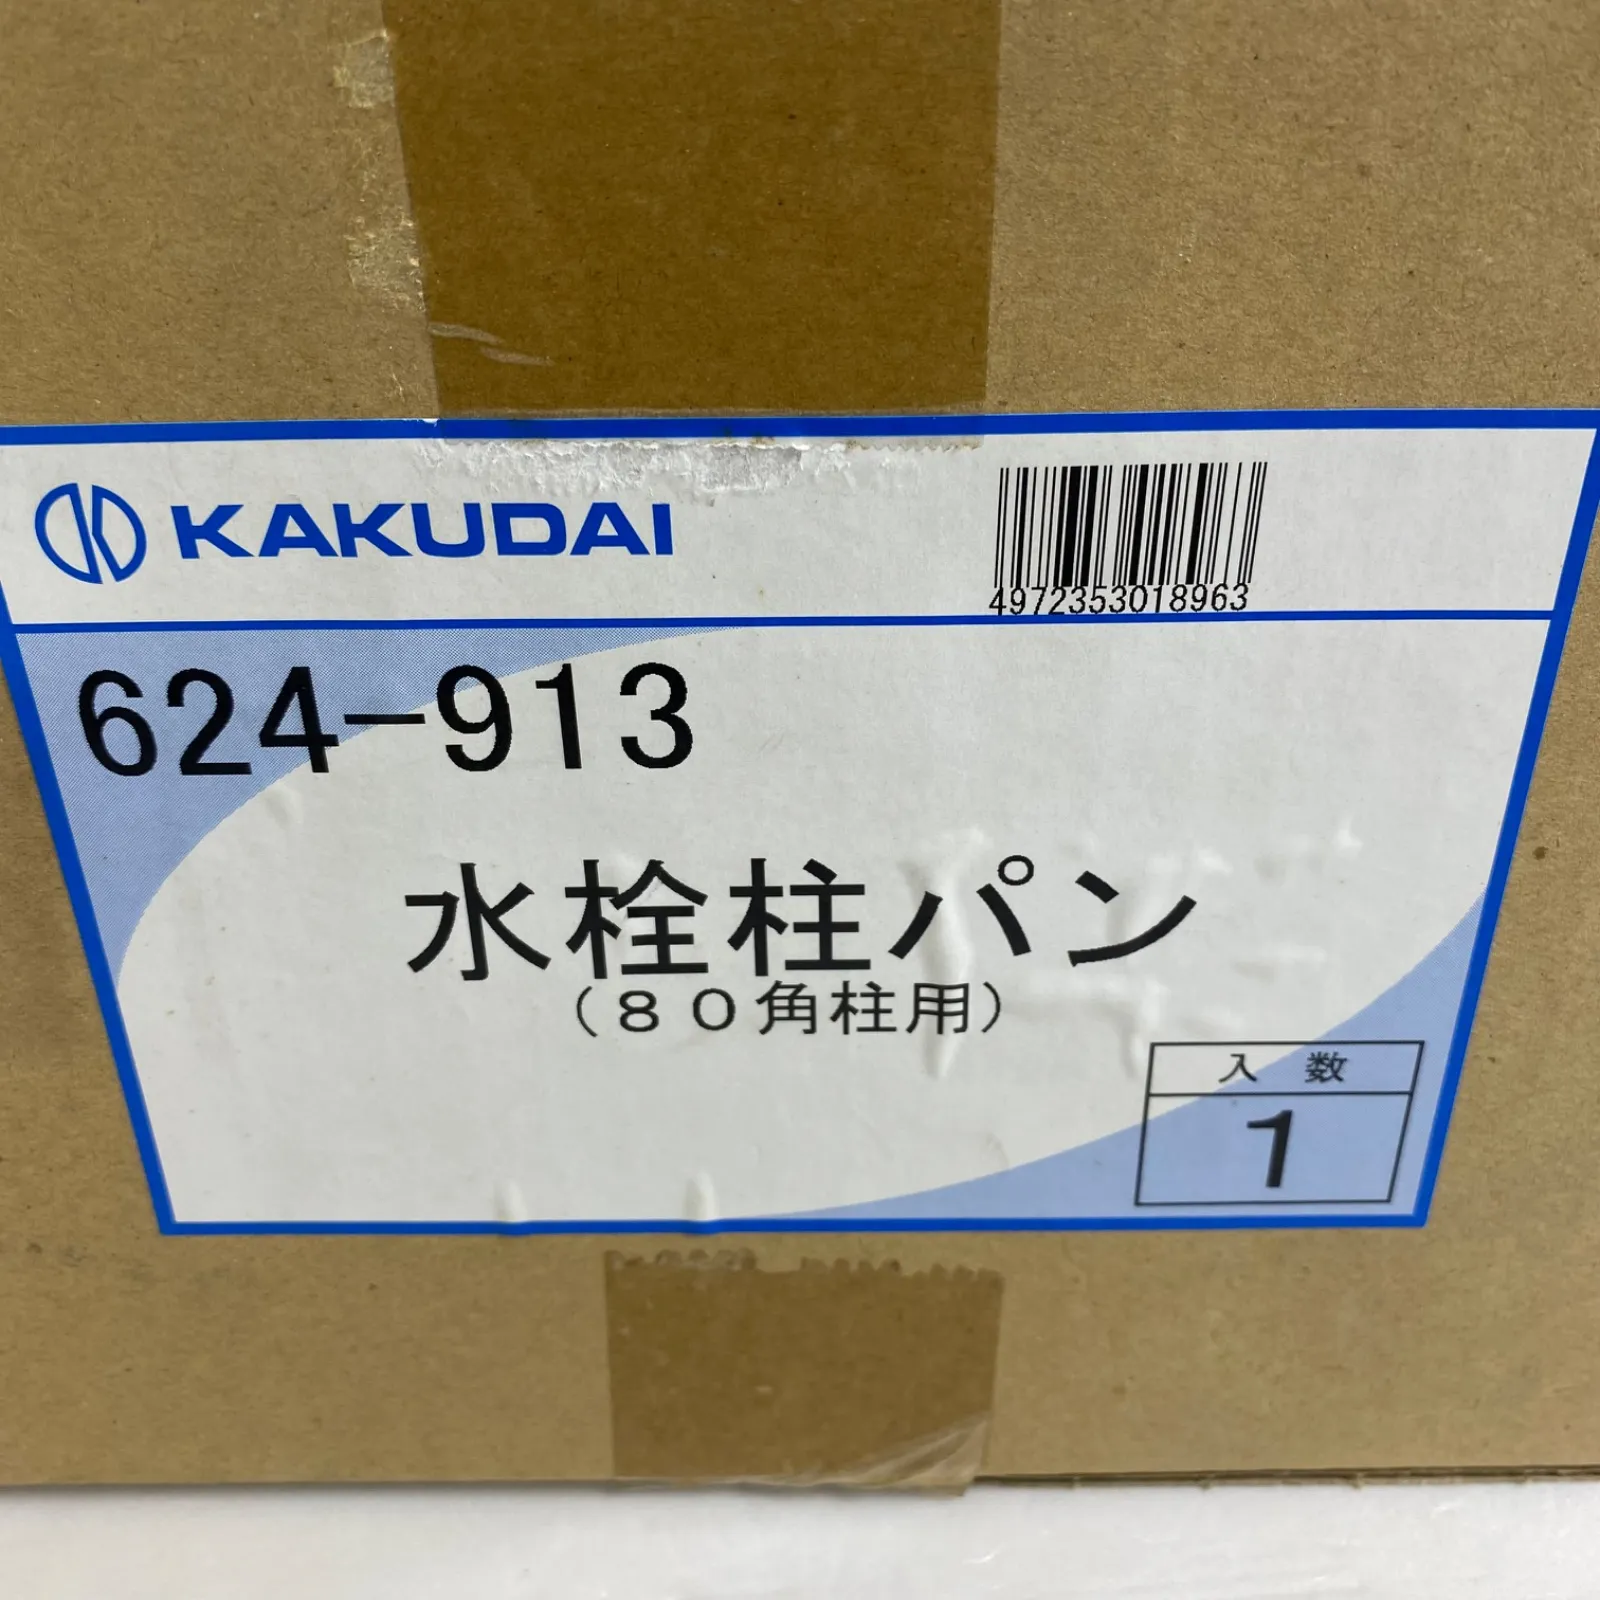 KAKUDAI
4972353018963
624-913
水栓柱パン
（８０角柱用）
入数
1